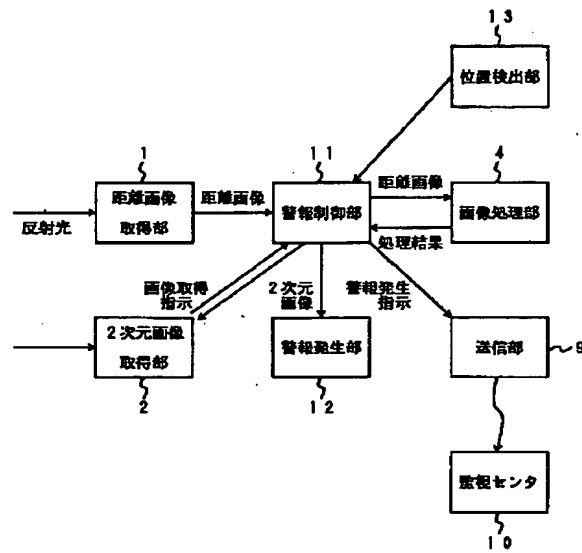 13
位置検出部
1
11
4
距離画像
取得部
反射光
距離画像
警報制御部
距離画像
画像処理部
処理結果
画像取得
指示
2次元
画像
警報発生
指示
2次元画像
取得部
2
警報発生部
12
送信部
9
監視センタ
10